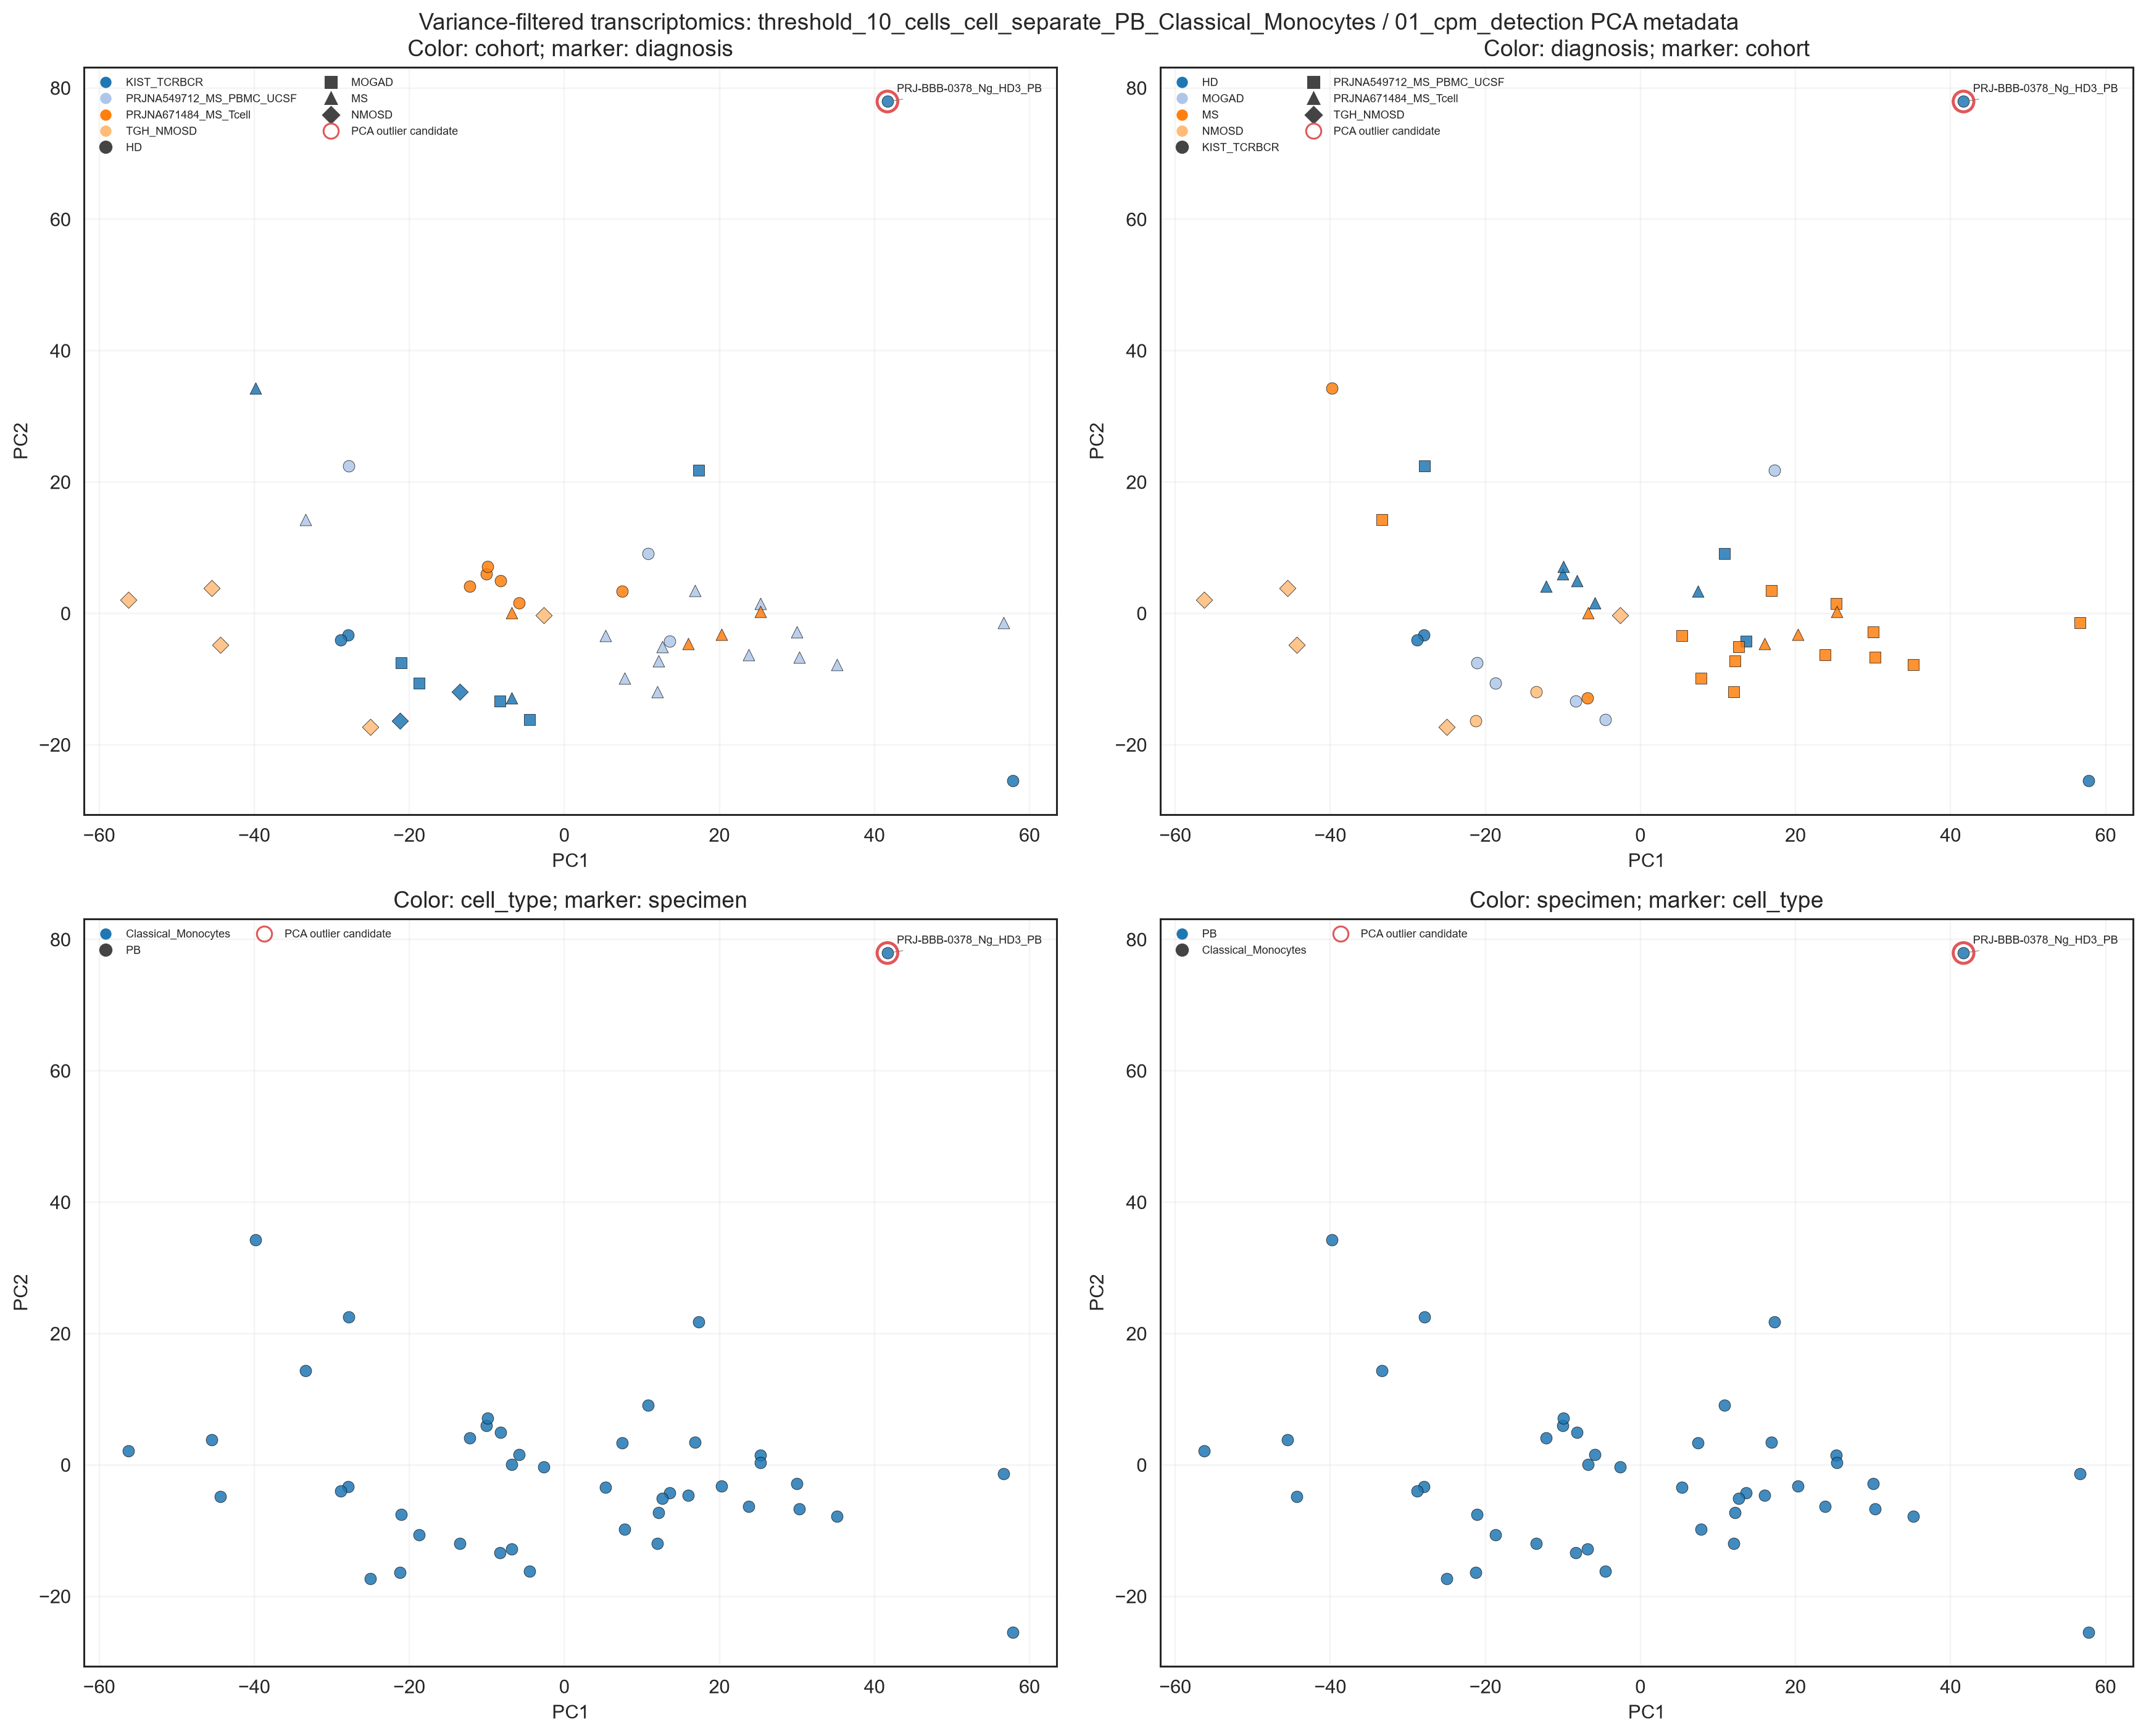 Variance-filtered transcriptomics: threshold_10_cells_cell_separate_PB_Classical_Monocytes / 01_cpm_detection PCA metadata
Color: cohort; marker: diagnosis
KIST_TCRBCR
PRJNA549712_MS_PBMC_UCSF
PRJNA671484_MS_Tcell
TGH_NMOSD
HD
MOGAD
MS
NMOSD
PCA outlier candidate
PRJ-BBB-0378_Ng_HD3_PB
80
60
40
20
0
−20
PC2
−60 −40 −20 0 20 40 60
PC1
Color: diagnosis; marker: cohort
HD
MOGAD
MS
NMOSD
KIST_TCRBCR
PRJNA549712_MS_PBMC_UCSF
PRJNA671484_MS_Tcell
TGH_NMOSD
PCA outlier candidate
PRJ-BBB-0378_Ng_HD3_PB
80
60
40
20
0
−20
PC2
−60 −40 −20 0 20 40 60
PC1
Color: cell_type; marker: specimen
Classical_Monocytes
PB
PCA outlier candidate
PRJ-BBB-0378_Ng_HD3_PB
80
60
40
20
0
−20
PC2
−60 −40 −20 0 20 40 60
PC1
Color: specimen; marker: cell_type
PB
Classical_Monocytes
PCA outlier candidate
PRJ-BBB-0378_Ng_HD3_PB
80
60
40
20
0
−20
PC2
−60 −40 −20 0 20 40 60
PC1